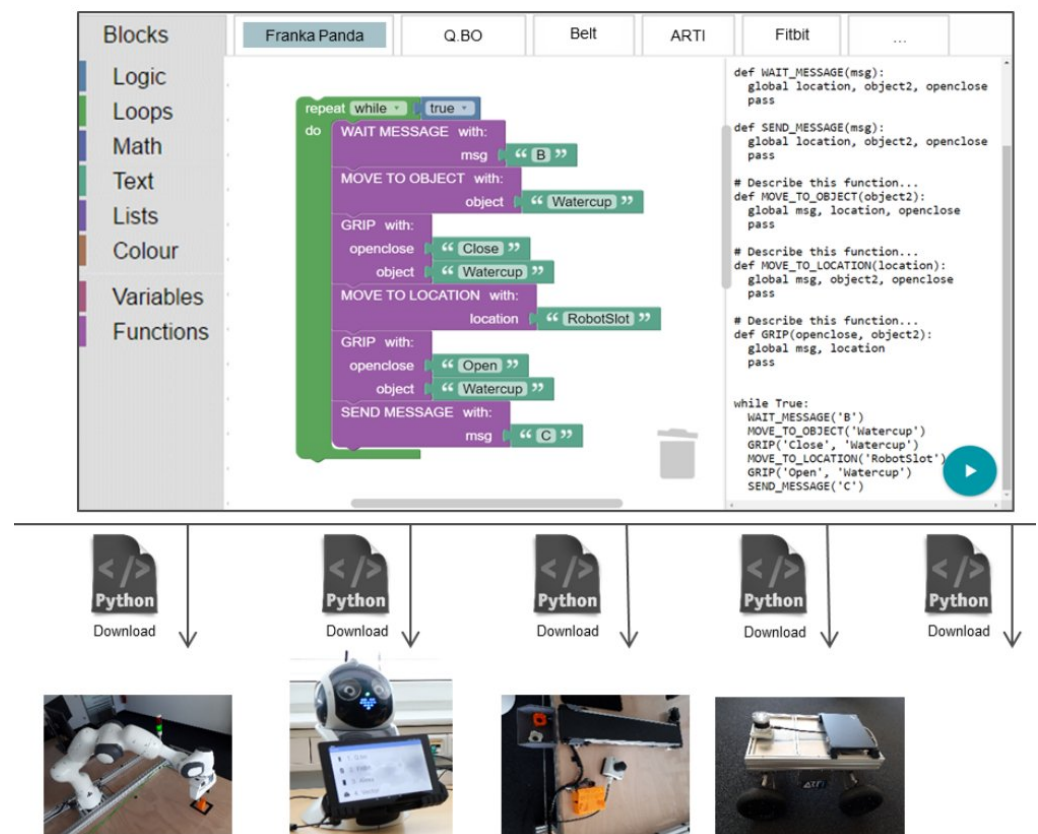 Blocks
Logic
Loops
Math
Text
Lists
Colour
Variables
Functions
Franka Panda
Q.BO
Belt
ARTI
Fitbit
...
repeat while true
do
WAIT MESSAGE with:
msg “ B ”
MOVE TO OBJECT with:
object “ Watercup ”
GRIP with:
openclose “ Close ”
object “ Watercup ”
MOVE TO LOCATION with:
location “ RobotSlot ”
GRIP with:
openclose “ Open ”
object “ Watercup ”
SEND MESSAGE with:
msg “ C ”
def WAIT_MESSAGE(msg):
global location, object2, openclose
pass
def SEND_MESSAGE(msg):
global location, object2, openclose
pass
# Describe this function...
def MOVE_TO_OBJECT(object2):
global msg, location, openclose
pass
# Describe this function...
def MOVE_TO_LOCATION(location):
global msg, object2, openclose
pass
# Describe this function...
def GRIP(openclose, object2):
global msg, location
pass
while True:
WAIT_MESSAGE('B')
MOVE_TO_OBJECT('Watercup')
GRIP('Close', 'Watercup')
MOVE_TO_LOCATION('RobotSlot')
GRIP('Open', 'Watercup')
SEND_MESSAGE('C')
</> Python
Download
</> Python
Download
</> Python
Download
</> Python
Download
</> Python
Download
ARTI